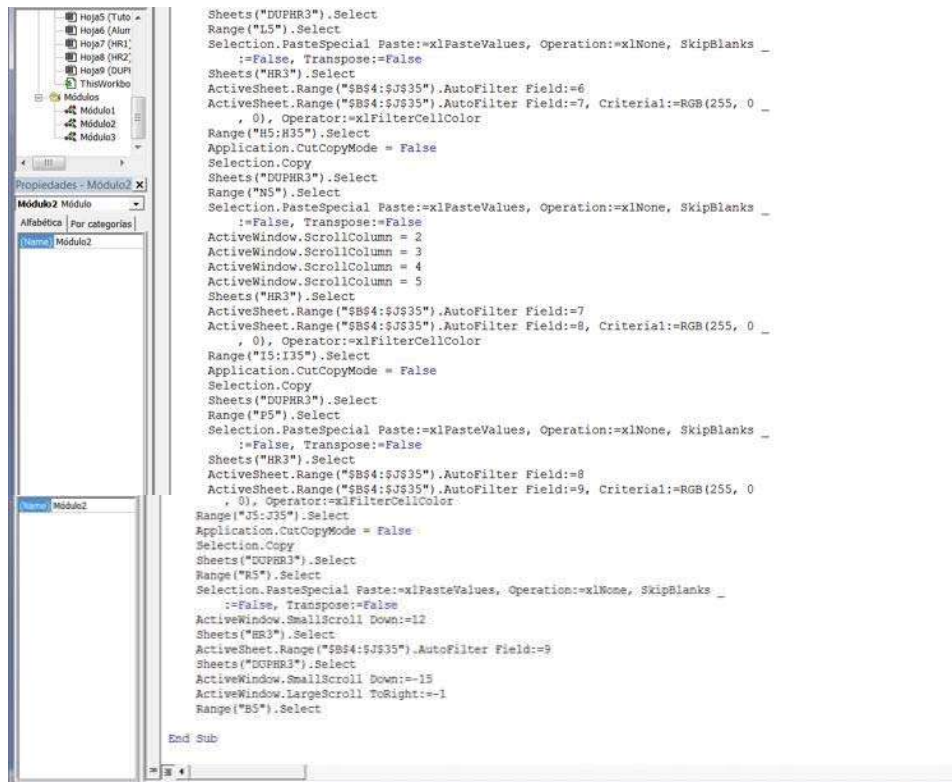 Hoja5 (Tuto
Hoja6 (Alum
Hoja7 (HR1)
Hoja8 (HR2)
Hoja9 (DUPH
ThisWorkbo
Módulos
Módulo1
Módulo2
Módulo3
Propiedades - Módulo2
Módulo2 Módulo
Alfabética Por categorías
(Name) Módulo2
Sheets("DUPHR3").Select
Range("L5").Select
Selection.PasteSpecial Paste:=xlPasteValues, Operation:=xlNone, SkipBlanks _
:=False, Transpose:=False
Sheets("HR3").Select
ActiveSheet.Range("$B$4:$J$35").AutoFilter Field:=6
ActiveSheet.Range("$B$4:$J$35").AutoFilter Field:=7, Criteria1:=RGB(255, 0 _
, 0), Operator:=xlFilterCellColor
Range("H5:H35").Select
Application.CutCopyMode = False
Selection.Copy
Sheets("DUPHR3").Select
Range("N5").Select
Selection.PasteSpecial Paste:=xlPasteValues, Operation:=xlNone, SkipBlanks _
:=False, Transpose:=False
ActiveWindow.ScrollColumn = 2
ActiveWindow.ScrollColumn = 3
ActiveWindow.ScrollColumn = 4
ActiveWindow.ScrollColumn = 5
Sheets("HR3").Select
ActiveSheet.Range("$B$4:$J$35").AutoFilter Field:=7
ActiveSheet.Range("$B$4:$J$35").AutoFilter Field:=8, Criteria1:=RGB(255, 0 _
, 0), Operator:=xlFilterCellColor
Range("I5:I35").Select
Application.CutCopyMode = False
Selection.Copy
Sheets("DUPHR3").Select
Range("P5").Select
Selection.PasteSpecial Paste:=xlPasteValues, Operation:=xlNone, SkipBlanks _
:=False, Transpose:=False
Sheets("HR3").Select
ActiveSheet.Range("$B$4:$J$35").AutoFilter Field:=8
ActiveSheet.Range("$B$4:$J$35").AutoFilter Field:=9, Criteria1:=RGB(255, 0
(Name) Módulo2
, 0), Operator:=xlFilterCellColor
Range("J5:J35").Select
Application.CutCopyMode = False
Selection.Copy
Sheets("DUPHR3").Select
Range("R5").Select
Selection.PasteSpecial Paste:=xlPasteValues, Operation:=xlNone, SkipBlanks _
:=False, Transpose:=False
ActiveWindow.SmallScroll Down:=12
Sheets("HR3").Select
ActiveSheet.Range("$B$4:$J$35").AutoFilter Field:=9
Sheets("DUPHR3").Select
ActiveWindow.SmallScroll Down:=-15
ActiveWindow.LargeScroll ToRight:=-1
Range("B5").Select
End Sub